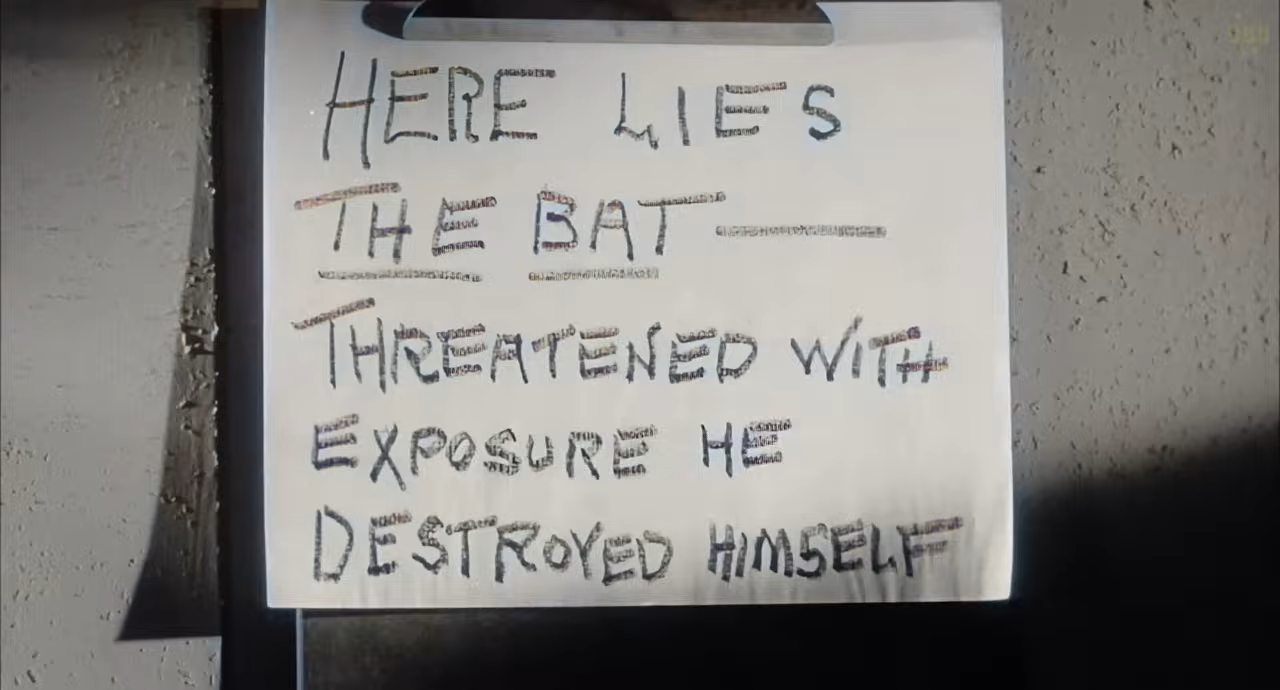 HERE LIES
THE BAT —
THREATENED WITH
EXPOSURE HE
DESTROYED HIMSELF